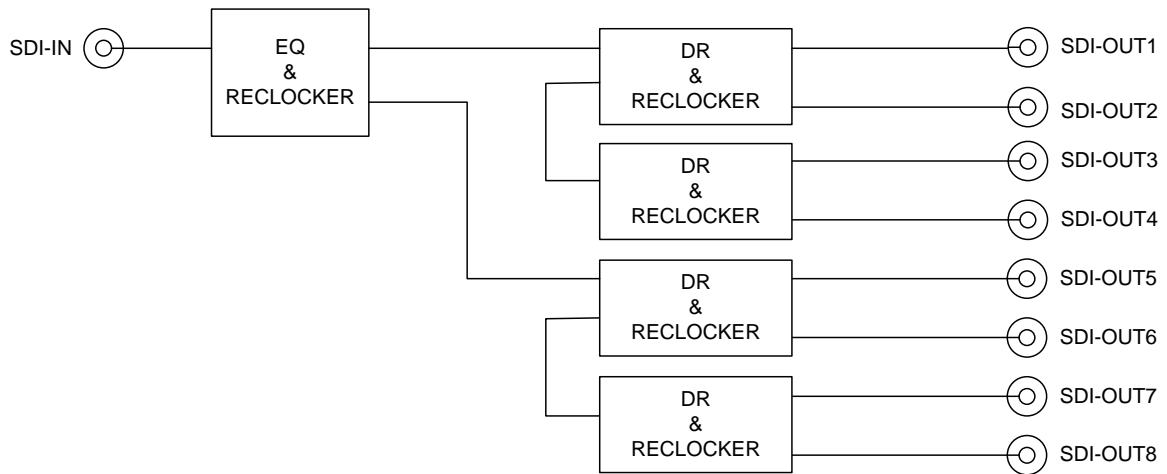 SDI-IN
EQ
&
RECLOCKER
DR
&
RECLOCKER
SDI-OUT1
SDI-OUT2
DR
&
RECLOCKER
SDI-OUT3
SDI-OUT4
DR
&
RECLOCKER
SDI-OUT5
SDI-OUT6
DR
&
RECLOCKER
SDI-OUT7
SDI-OUT8